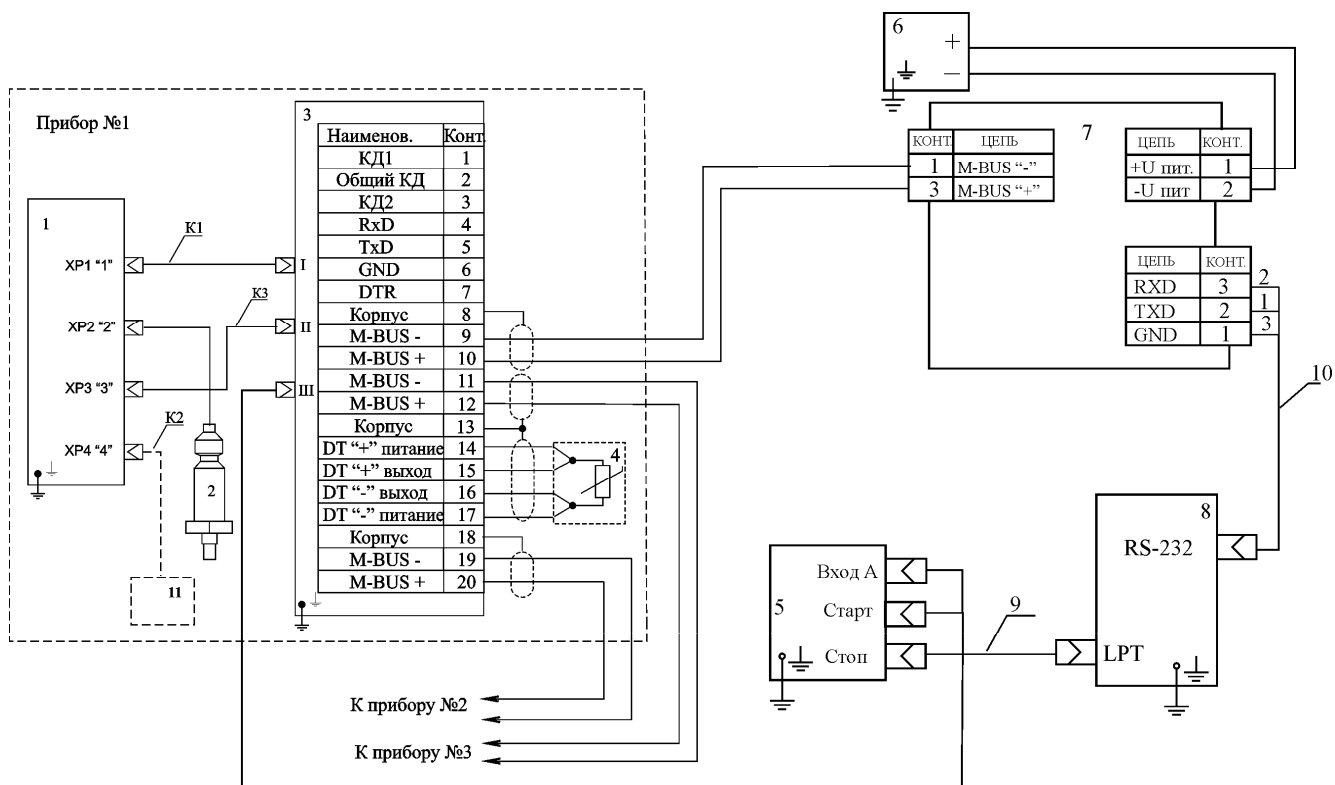 Прибор №1
1
XP1 “1”
XP2 “2”
XP3 “3”
XP4 “4”
К1
К3
К2
2
11
3
I
II
III
Наименов. Конт.
КД1 1
Общий КД 2
КД2 3
RxD 4
TxD 5
GND 6
DTR 7
Корпус 8
M-BUS - 9
M-BUS + 10
M-BUS - 11
M-BUS + 12
Корпус 13
DT “+” питание 14
DT “+” выход 15
DT “-” выход 16
DT “-” питание 17
Корпус 18
M-BUS - 19
M-BUS + 20
4
К прибору №2
К прибору №3
6
+
–
7
КОНТ. ЦЕПЬ
1 M-BUS “-”
3 M-BUS “+”
ЦЕПЬ КОНТ.
+U пит. 1
-U пит 2
ЦЕПЬ КОНТ.
RXD 3 2
TXD 2 1
GND 1 3
10
5
Вход А
Старт
Стоп
9
8
RS-232
LPT